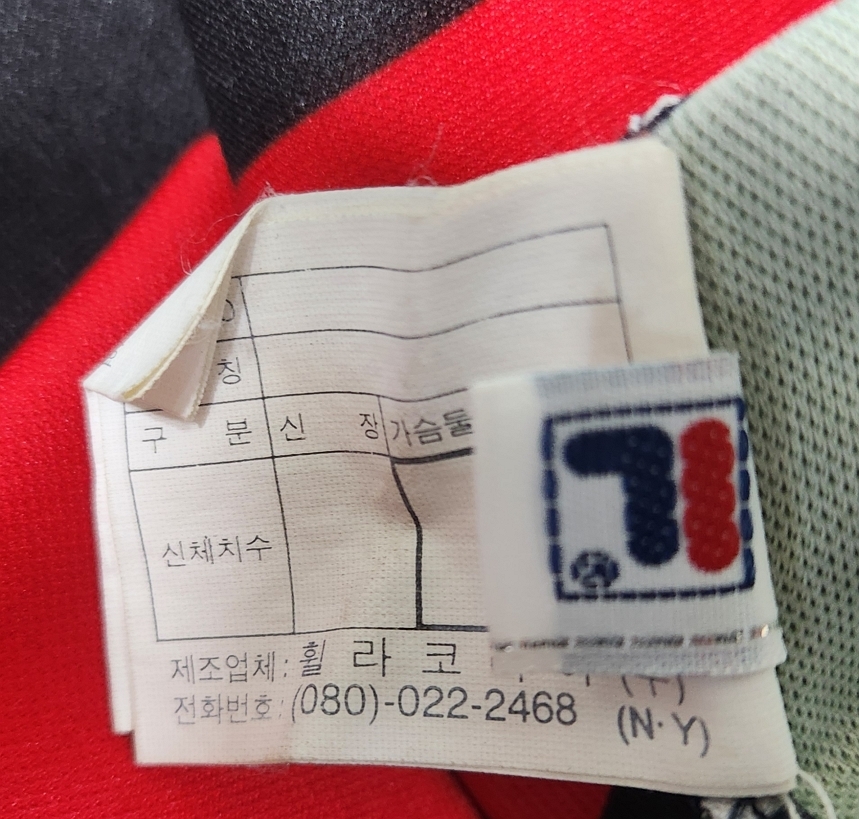 칭
구 분 신 장 가슴둘
신체치수
제조업체: 휠 라 코
전화번호: (080)-022-2468
(N·Y)